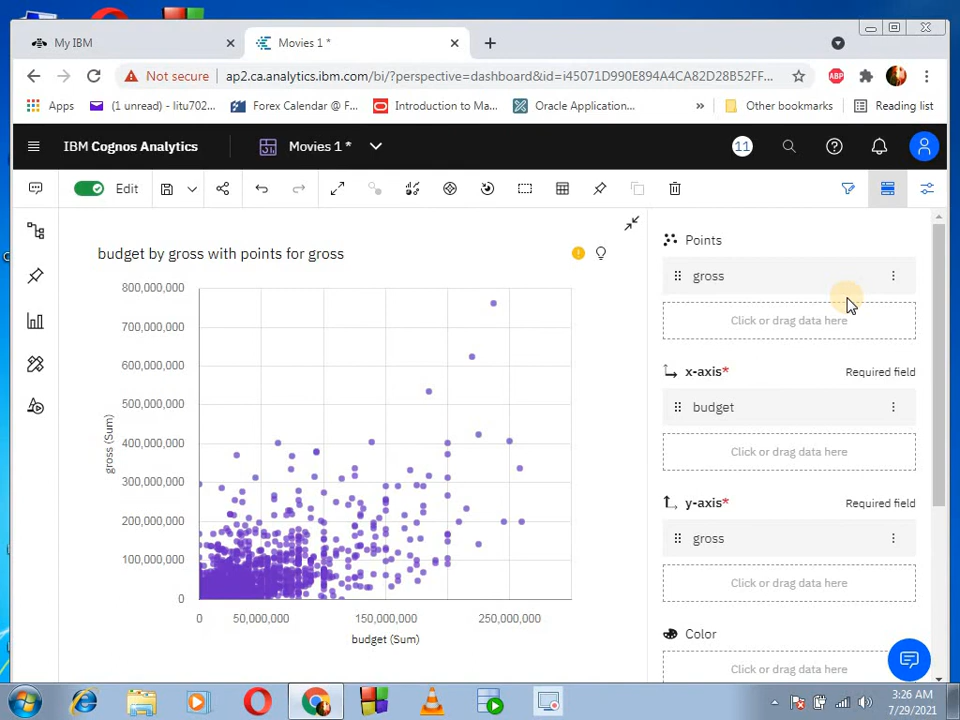 My IBM
Movies 1 *
Not secure
ap2.ca.analytics.ibm.com/bi/?perspective=dashboard&id=i45071D990E894A4CA82D28B52FF...
ABP
Apps
(1 unread) - litu702...
Forex Calendar @ F...
Introduction to Ma...
Oracle Application...
»
Other bookmarks
Reading list
IBM Cognos Analytics
Movies 1 *
11
Edit
budget by gross with points for gross
800,000,000
700,000,000
600,000,000
500,000,000
400,000,000
300,000,000
200,000,000
100,000,000
0
gross (Sum)
0
50,000,000
150,000,000
250,000,000
budget (Sum)
Points
gross
Click or drag data here
x-axis*
Required field
budget
Click or drag data here
y-axis*
Required field
gross
Click or drag data here
Color
Click or drag data here
3:26 AM
7/29/2021